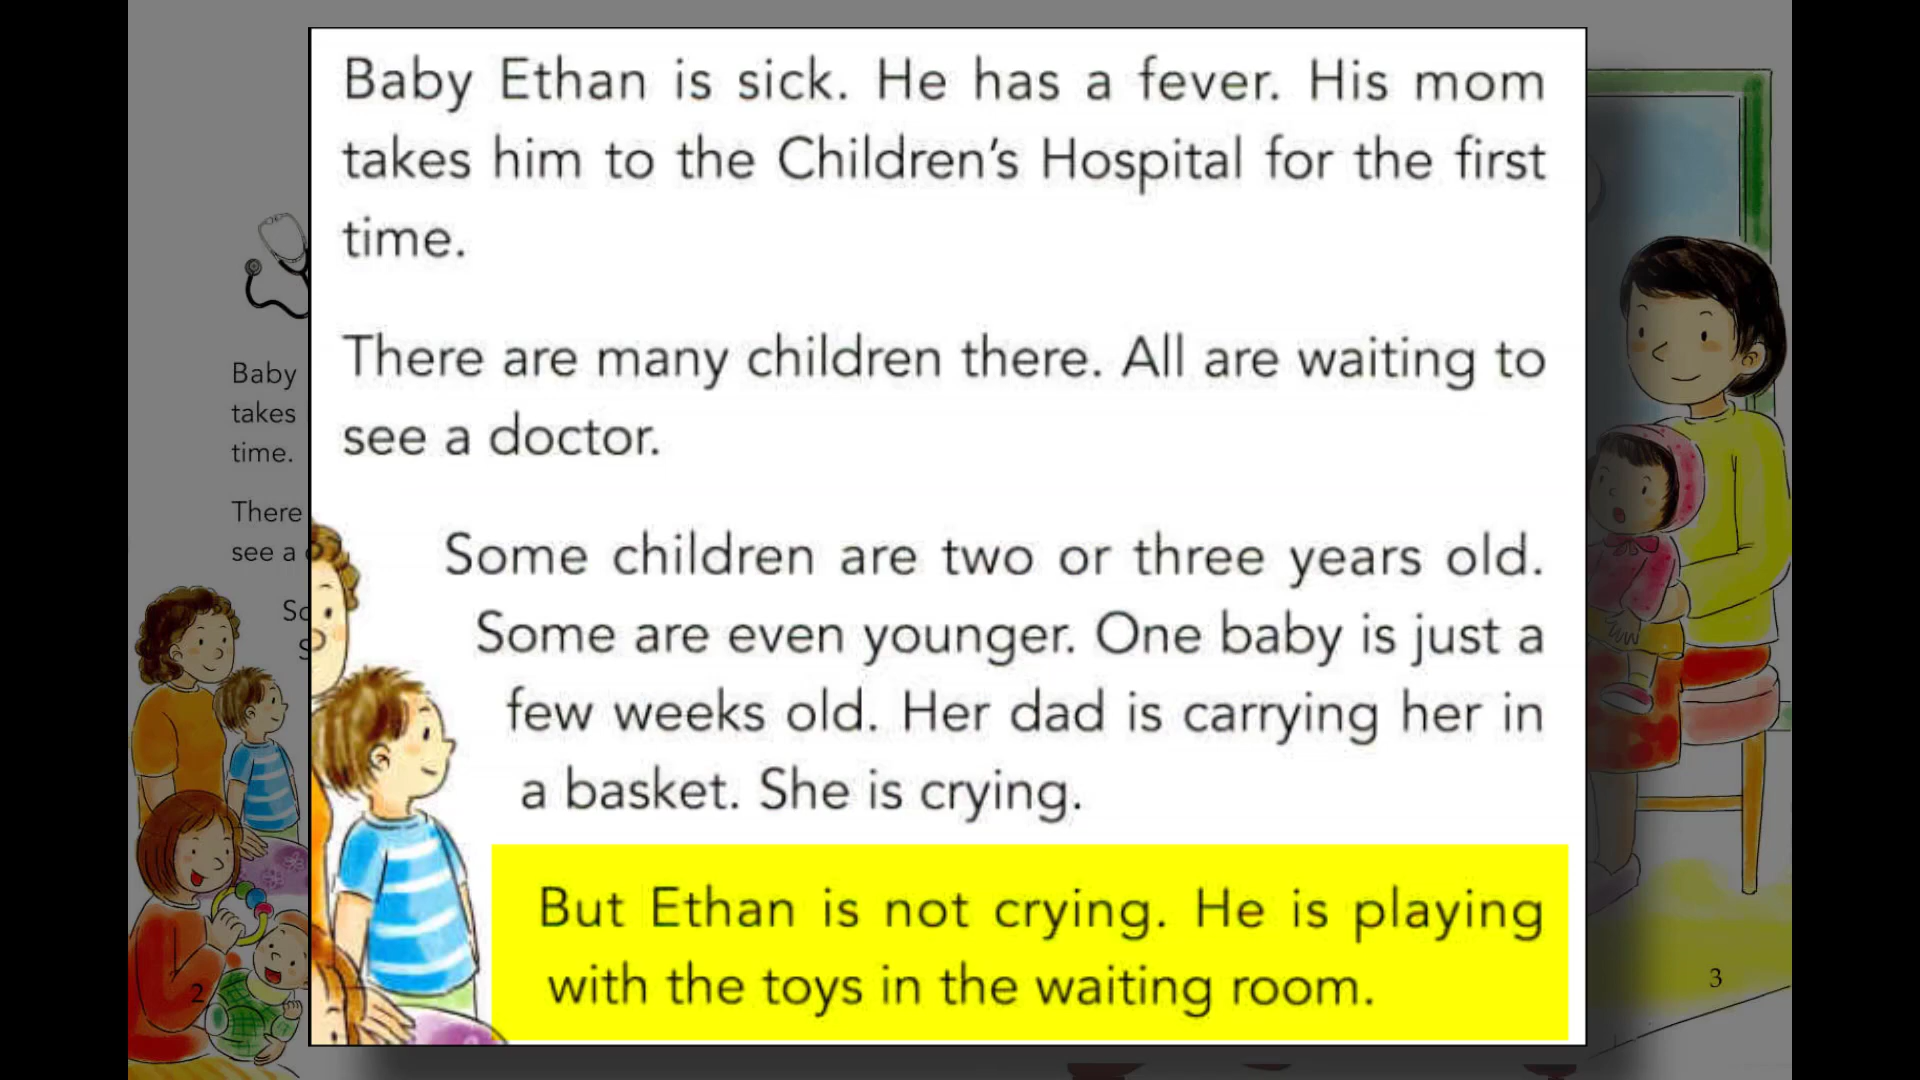 Baby Ethan is sick. He has a fever. His mom
takes him to the Children's Hospital for the first
time.
There are many children there. All are waiting to
see a doctor.
Some children are two or three years old.
Some are even younger. One baby is just a
few weeks old. Her dad is carrying her in
a basket. She is crying.
But Ethan is not crying. He is playing
with the toys in the waiting room.
Baby
takes
time.
There
see a
2
3